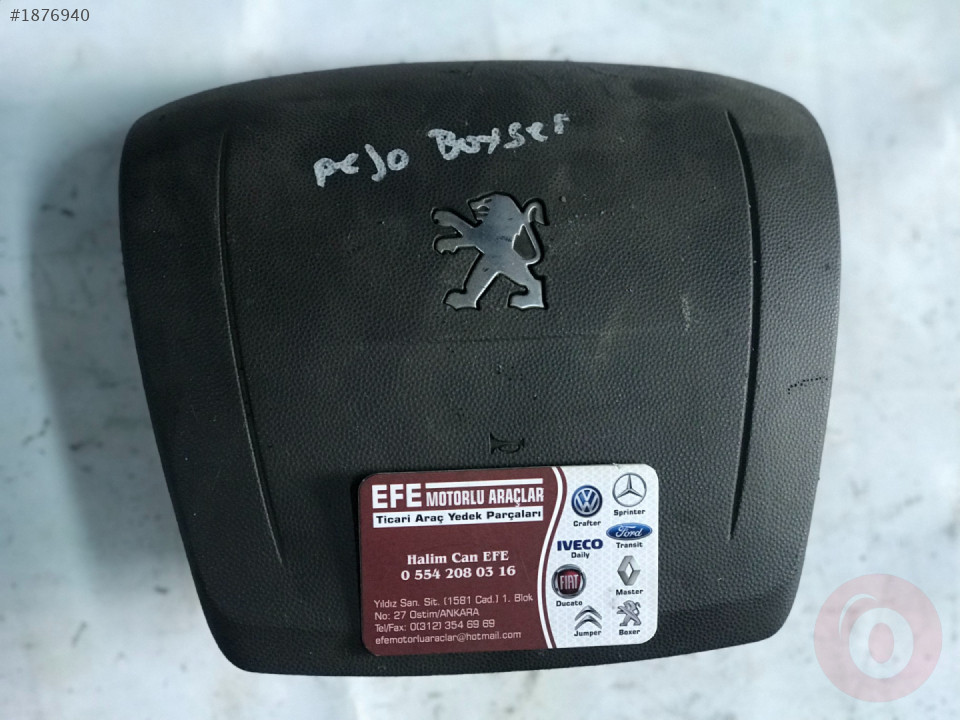 #1876940
pejo Boxser
EFE MOTORLU ARAÇLAR
Ticari Araç Yedek Parçaları
Halim Can EFE
0 554 208 03 16
Yıldız San. Sit. (1581 Cad.) 1. Blok
No: 27 Ostim/ANKARA
Tel/Fax: 0(312) 354 69 69
efemotorluaraclar@hotmail.com
Crafter
Sprinter
IVECO
Daily
Ford
Transit
FIAT
Ducato
Master
Jumper
Boxer